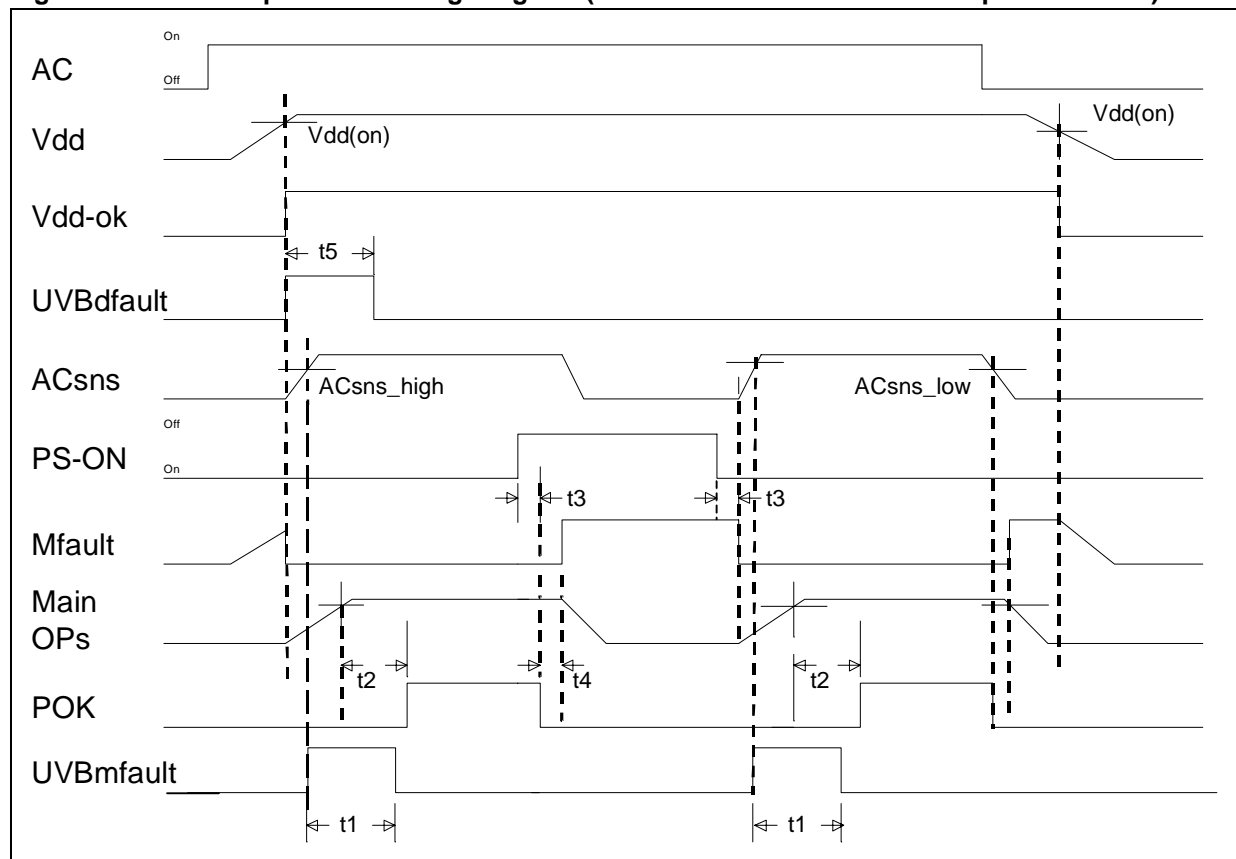 On
AC
Off
Vdd(on)
Vdd
Vdd(on)
Vdd-ok
t5
UVBdfault
ACsns
ACsns_high
ACsns_low
Off
PS-ON
On
t3
t3
Mfault
Main
OPs
t2
t4
t2
POK
UVBmfault
t1
t1